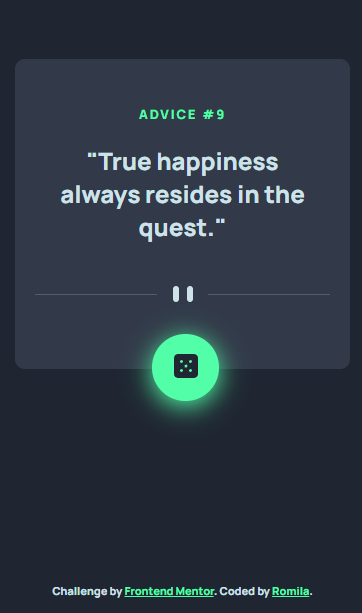 ADVICE #9
"True happiness
always resides in the
quest."
Challenge by Frontend Mentor. Coded by Romila.